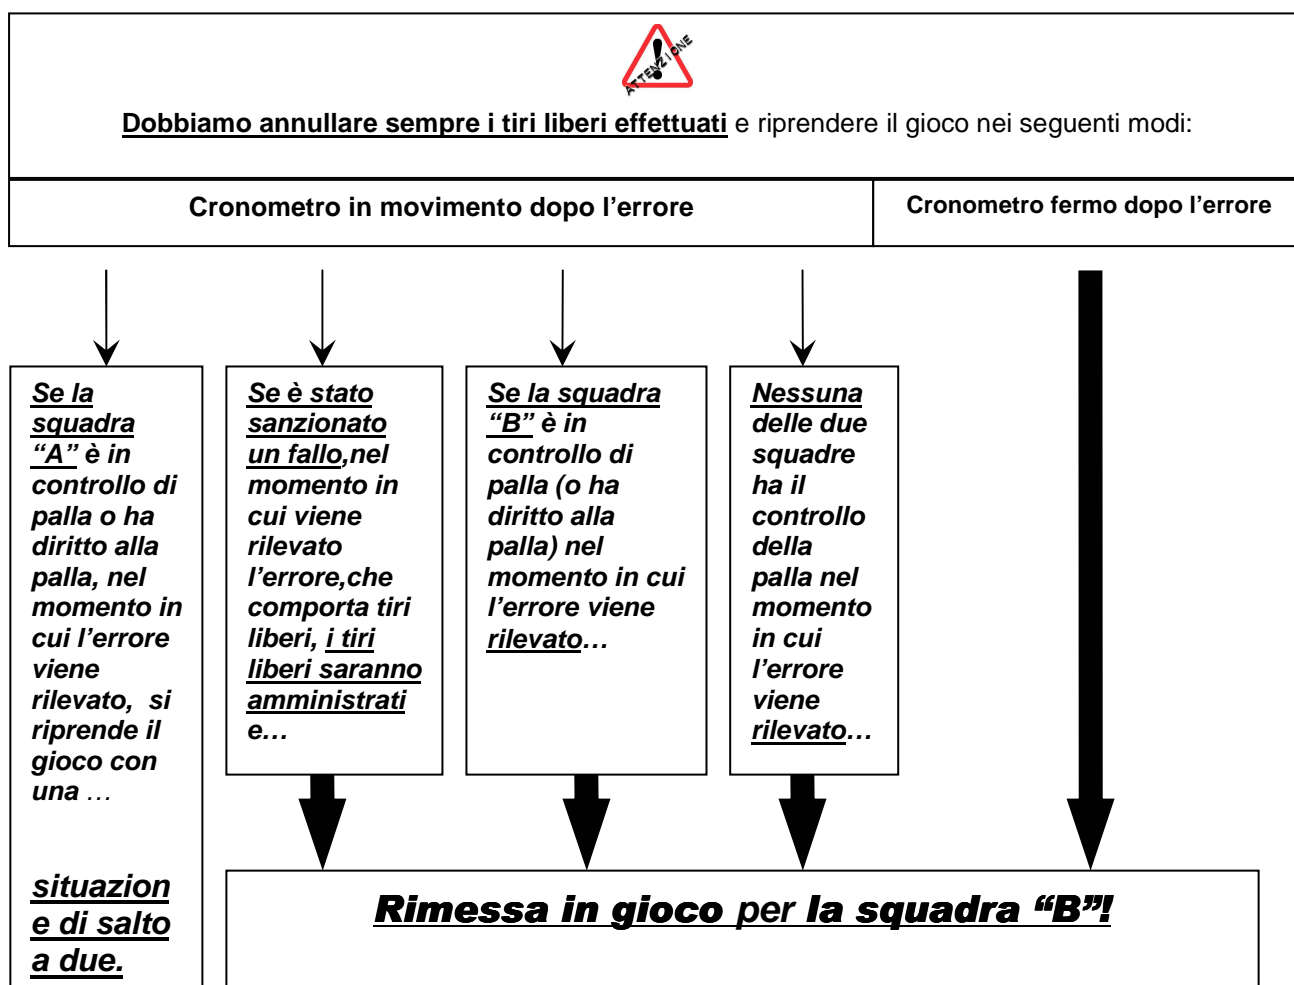 ATTENZIONE
Dobbiamo annullare sempre i tiri liberi effettuati e riprendere il gioco nei seguenti modi:
Cronometro in movimento dopo l'errore
Cronometro fermo dopo l'errore
Se la
squadra
“A” è in
controllo di
palla o ha
diritto alla
palla, nel
momento in
cui l'errore
viene
rilevato, si
riprende il
gioco con
una …
situazion
e di salto
a due.
Se è stato
sanzionato
un fallo,nel
momento in
cui viene
rilevato
l'errore,che
comporta tiri
liberi, i tiri
liberi saranno
amministrati
e…
Se la squadra
“B” è in
controllo di
palla (o ha
diritto alla
palla) nel
momento in cui
l'errore viene
rilevato…
Nessuna
delle due
squadre
ha il
controllo
della
palla nel
momento
in cui
l'errore
viene
rilevato…
Rimessa in gioco per la squadra “B”!